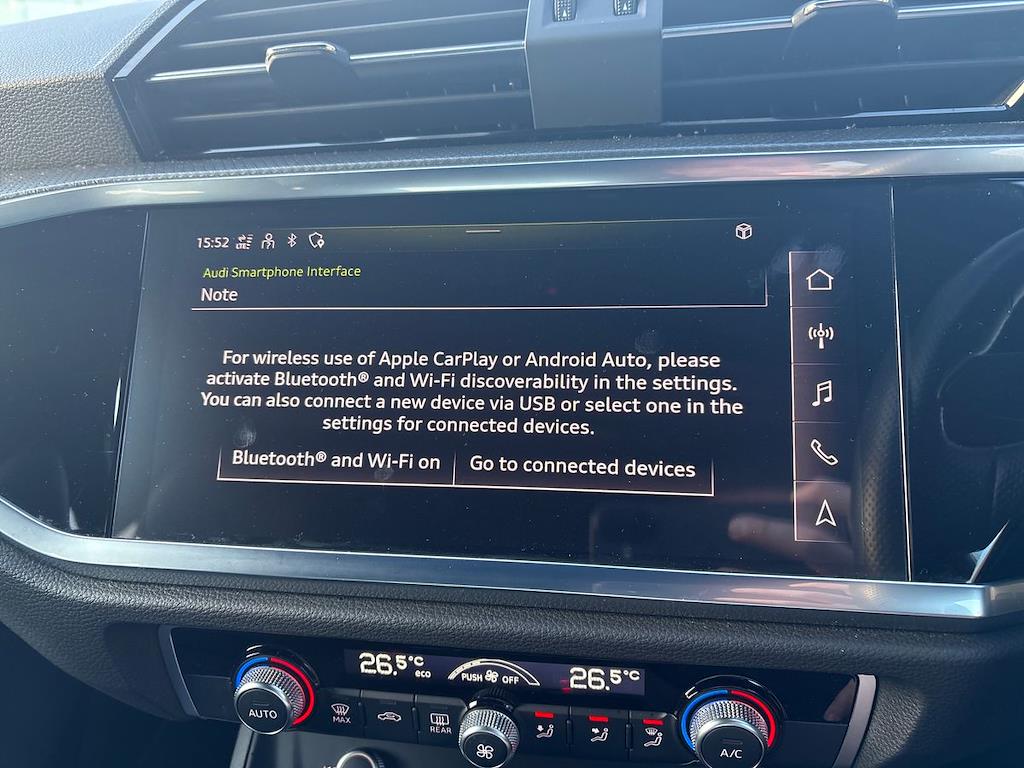 15:52 LTE
Audi Smartphone Interface
Note
For wireless use of Apple CarPlay or Android Auto, please
activate Bluetooth® and Wi-Fi discoverability in the settings.
You can also connect a new device via USB or select one in the
settings for connected devices.
Bluetooth® and Wi-Fi on
Go to connected devices
26.5°C
eco
PUSH OFF
26.5°C
AUTO
MAX
REAR
A/C